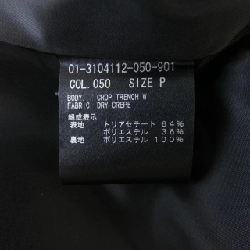 01-3104112-050-901
COL. 050 SIZE P
BODY: CROP TRENCH W
FABRIC: DRY CREPE
組成表示
表地 トリアセテート 64%
ポリエステル 36%
裏地 ポリエステル 100%